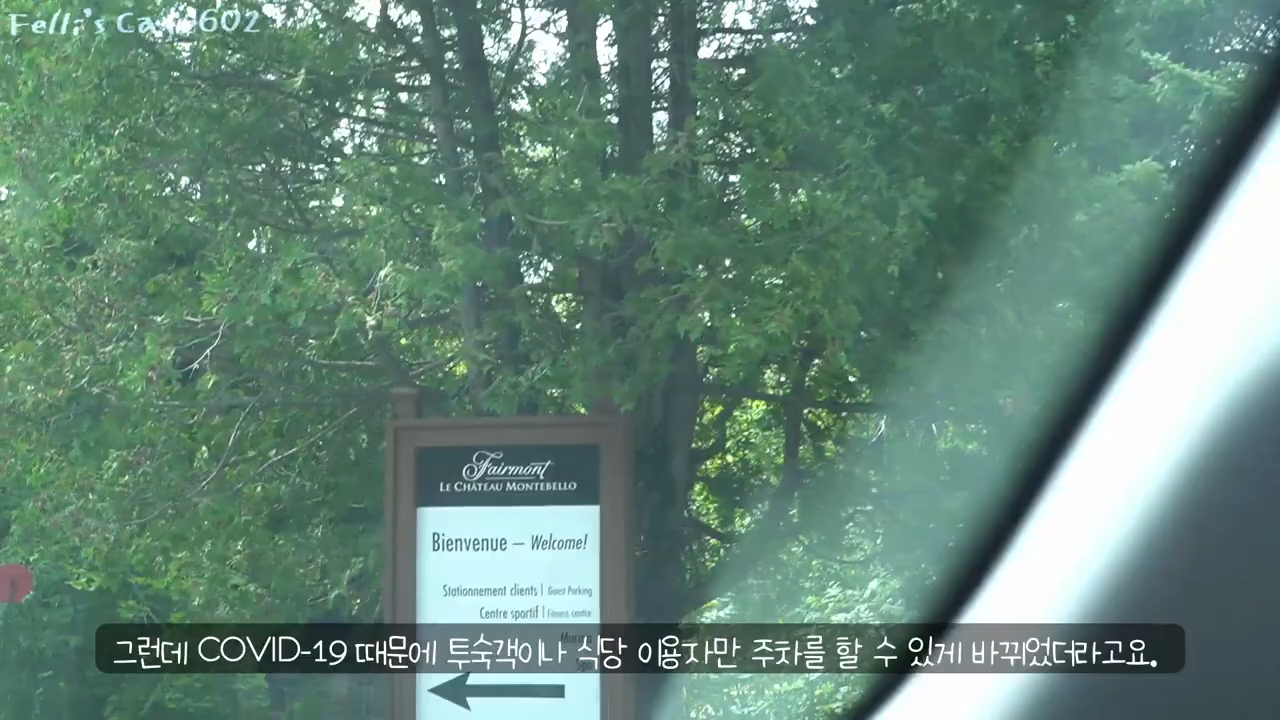 Fairmont
LE CHÂTEAU MONTEBELLO
Bienvenue – Welcome!
Stationnement clients | Guest Parking
Centre sportif | Fitness centre
Marina
그런데 COVID-19 때문에 투숙객이나 식당 이용자만 주차를 할 수 있게 바뀌었더라고요.